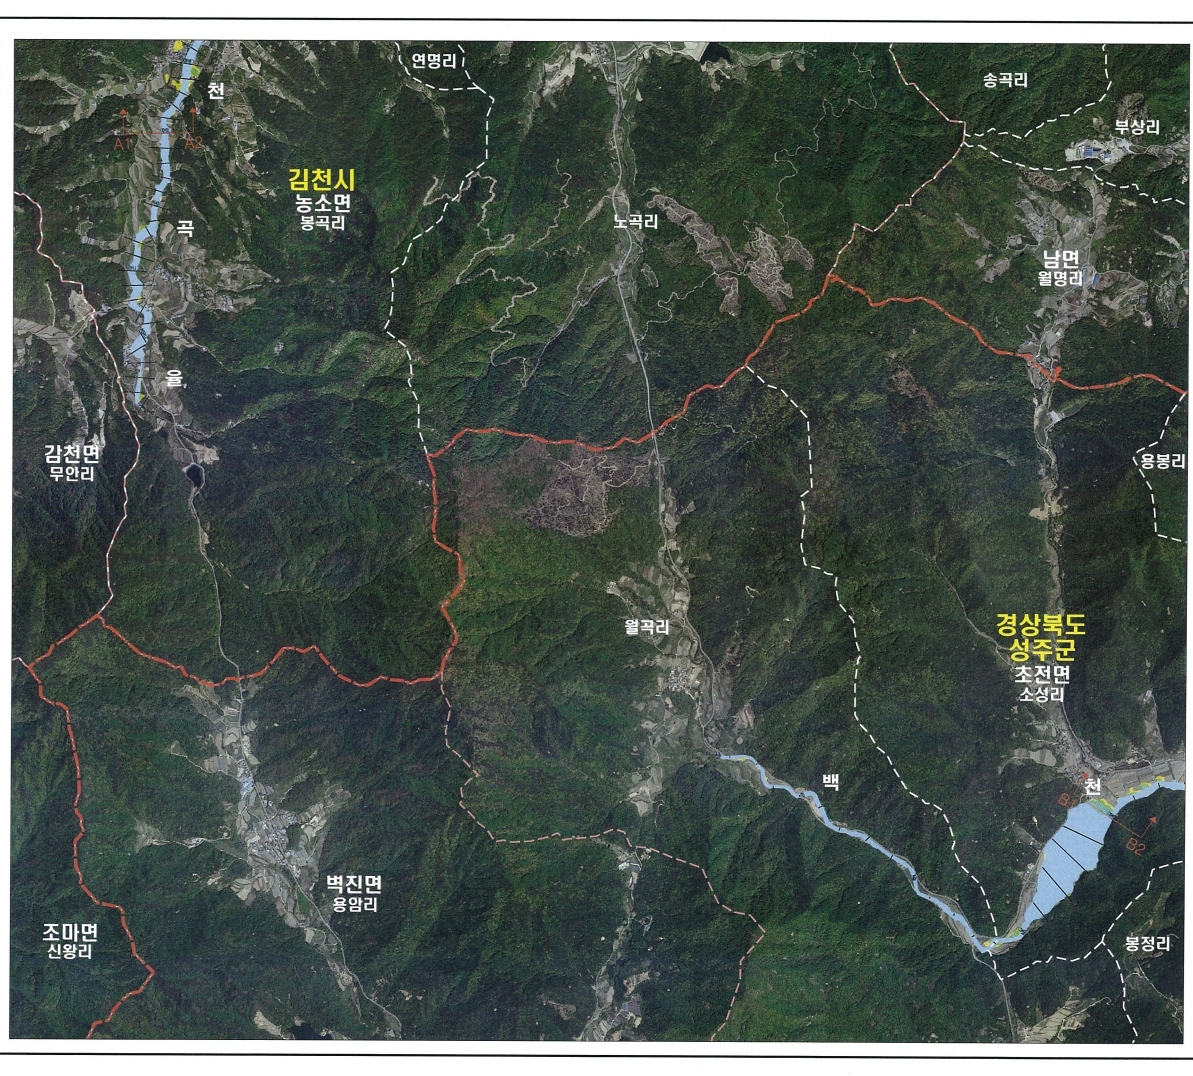 연명리
송곡리
천
부상리
A1
A2
김천시
농소면
봉곡리
노곡리
곡
남면
월명리
율
감천면
무안리
용봉리
월곡리
경상북도
성주군
초전면
소성리
백
천
B1
B2
벽진면
용암리
조마면
신왕리
봉정리